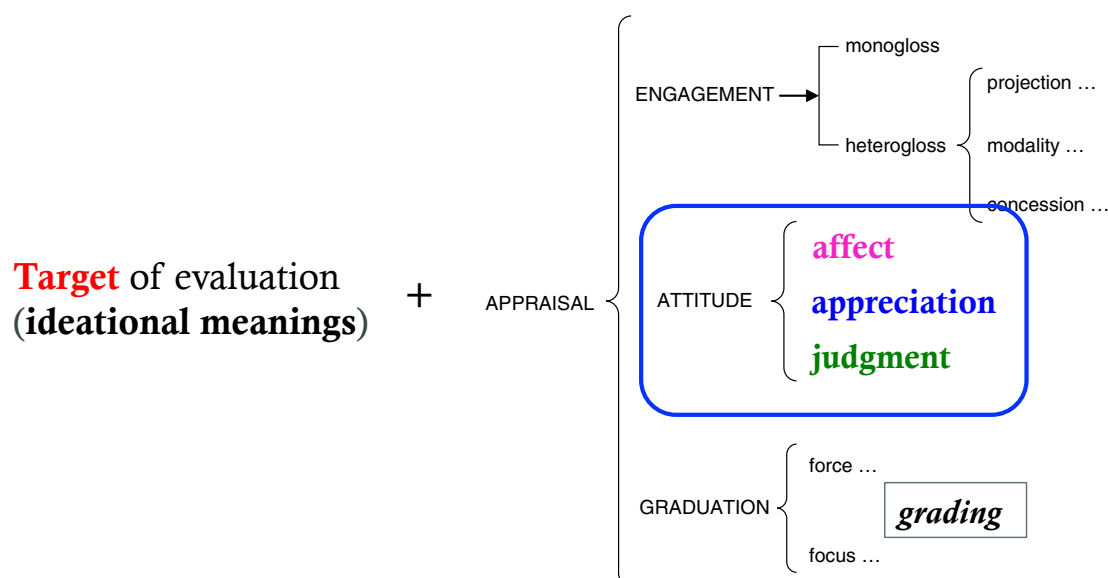 monogloss
ENGAGEMENT
projection …
heterogloss
modality …
concession …
Target of evaluation
(ideational meanings)
+
APPRAISAL
ATTITUDE
affect
appreciation
judgment
GRADUATION
force …
grading
focus …